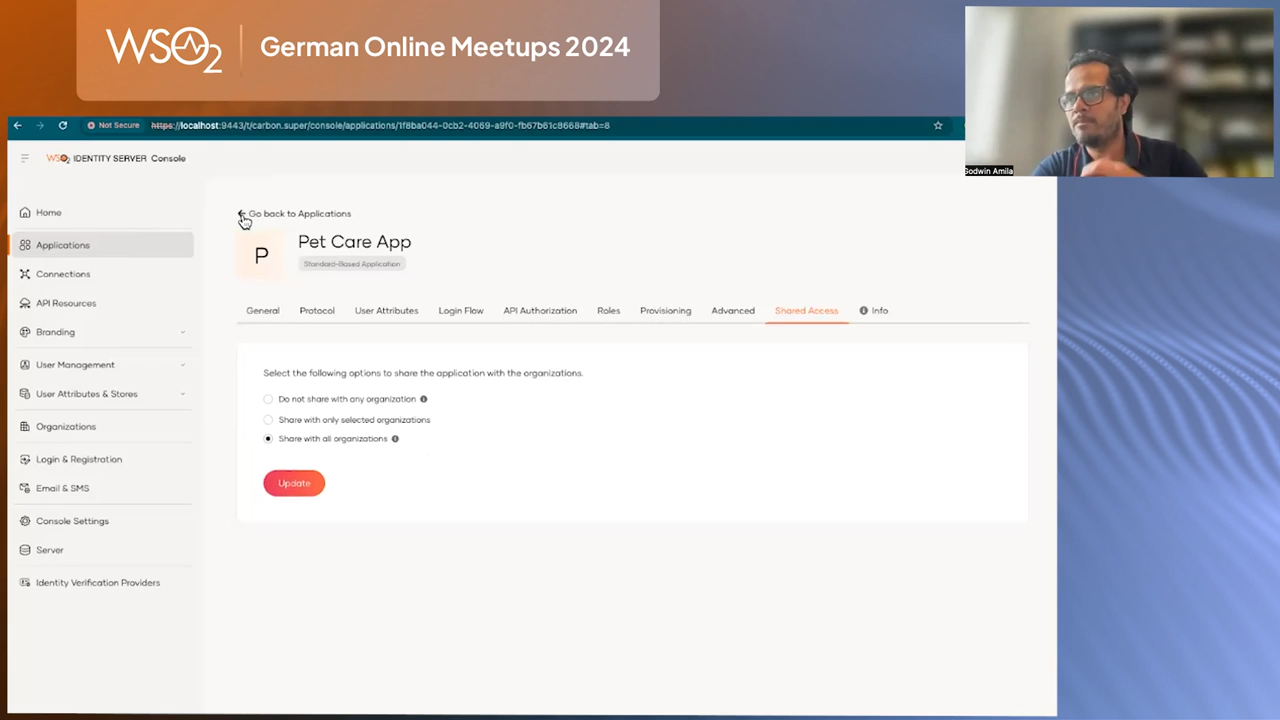 WSO2
German Online Meetups 2024
Not Secure
https://localhost:9443/t/carbon.super/console/applications/1f8ba044-0cb2-4069-a9f0-fb67b61c8668#tab=8
Godwin Amila
WSO2 IDENTITY SERVER Console
Home
Applications
Connections
API Resources
Branding
User Management
User Attributes & Stores
Organizations
Login & Registration
Email & SMS
Console Settings
Server
Identity Verification Providers
Go back to Applications
P
Pet Care App
Standard-Based Application
General Protocol User Attributes Login Flow API Authorization Roles Provisioning Advanced Shared Access Info
Select the following options to share the application with the organizations.
Do not share with any organization
Share with only selected organizations
Share with all organizations
Update